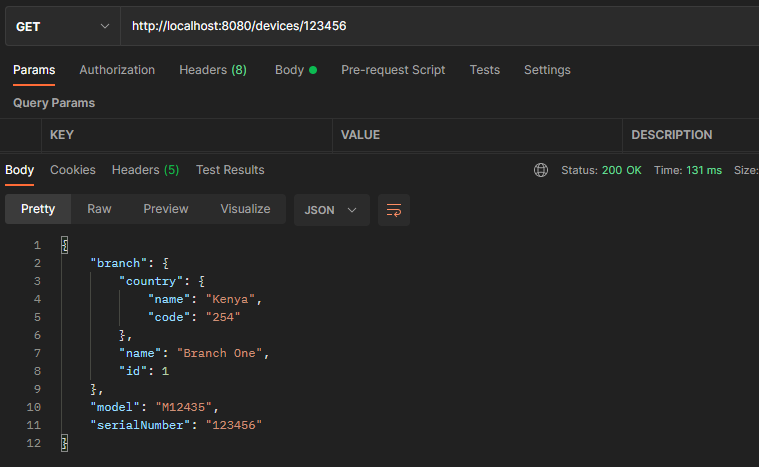 GET http://localhost:8080/devices/123456
Params Authorization Headers (8) Body Pre-request Script Tests Settings
Query Params
KEY VALUE DESCRIPTION
Body Cookies Headers (5) Test Results Status: 200 OK Time: 131 ms Size:
Pretty Raw Preview Visualize JSON
1 {
2 "branch": {
3 "country": {
4 "name": "Kenya",
5 "code": "254"
6 },
7 "name": "Branch One",
8 "id": 1
9 },
10 "model": "M12435",
11 "serialNumber": "123456"
12 }